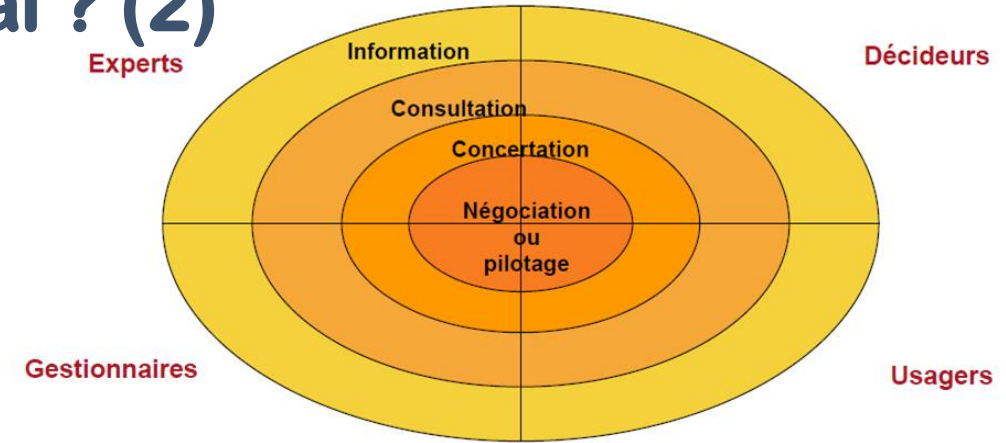 al ? (2)
Experts
Information
Décideurs
Consultation
Concertation
Négociation
ou
pilotage
Gestionnaires
Usagers